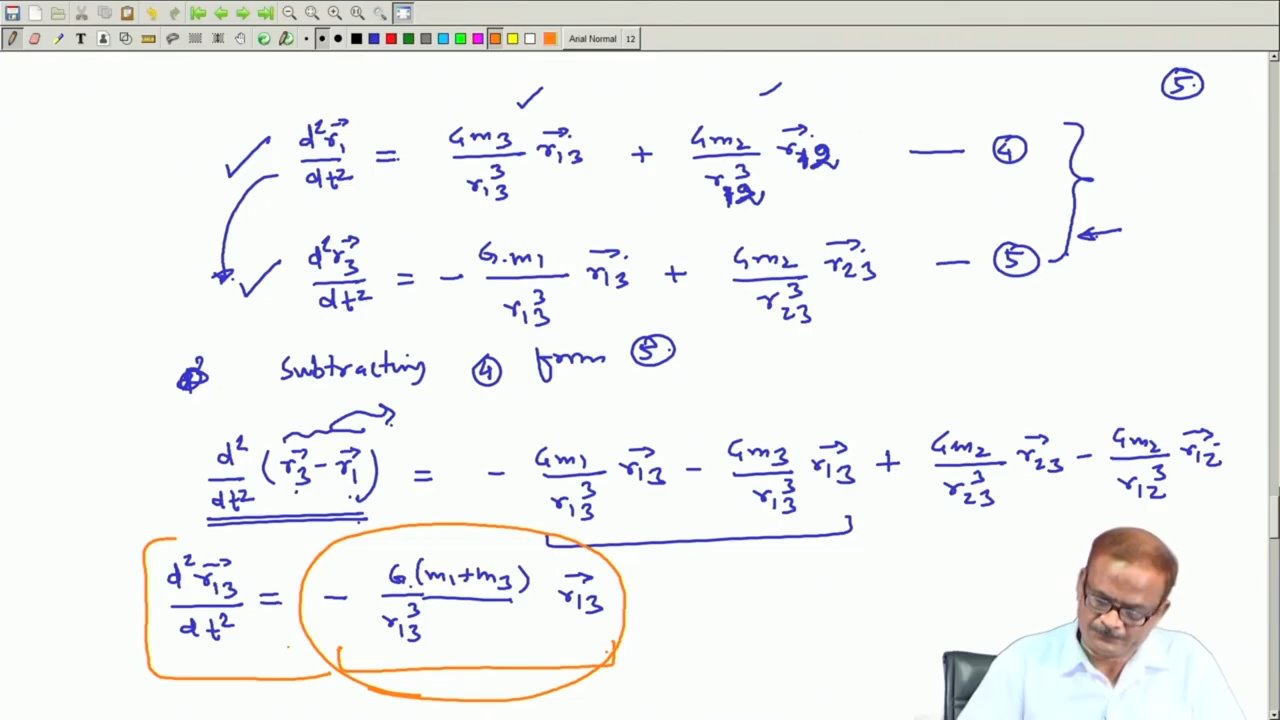 Arial Normal 12
⑤
d²r⃗₁/dt² = Gm₃/r₁₃³ r⃗₁₃ + Gm₂/r₁₂³ r⃗₁₂ — ④
d²r⃗₃/dt² = - G.m₁/r₁₃³ r⃗₁₃ + Gm₂/r₂₃³ r⃗₂₃ — ⑤
Subtracting ④ from ⑤
d²/dt² (r⃗₃ - r⃗₁) = - Gm₁/r₁₃³ r⃗₁₃ - Gm₃/r₁₃³ r⃗₁₃ + Gm₂/r₂₃³ r⃗₂₃ - Gm₂/r₁₂³ r⃗₁₂
d²r⃗₁₃/dt² = - G.(m₁+m₃)/r₁₃³ r⃗₁₃